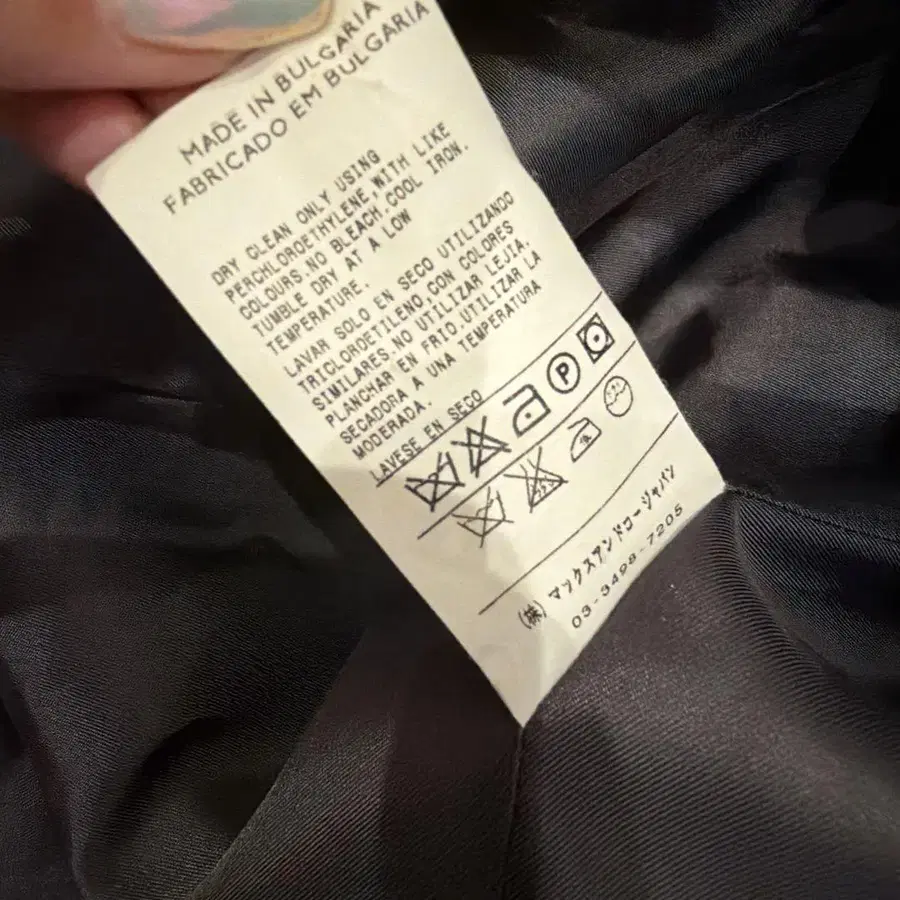 MADE IN BULGARIA
FABRICADO EM BULGARIA
DRY CLEAN ONLY USING
PERCHLOROETHYLENE,WITH LIKE
COLOURS.NO BLEACH,COOL IRON.
TUMBLE DRY AT A LOW
TEMPERATURE.
LAVAR SOLO EN SECO UTILIZANDO
TRICLOROETILENO,CON COLORES
SIMILARES.NO UTILIZAR LEJIA,
PLANCHAR EN FRIO.UTILIZAR LA
SECADORA A UNA TEMPERATURA
MODERADA.
LAVESE EN SECO
P
(株) マックスアンドコージャパン
03-3498-7205